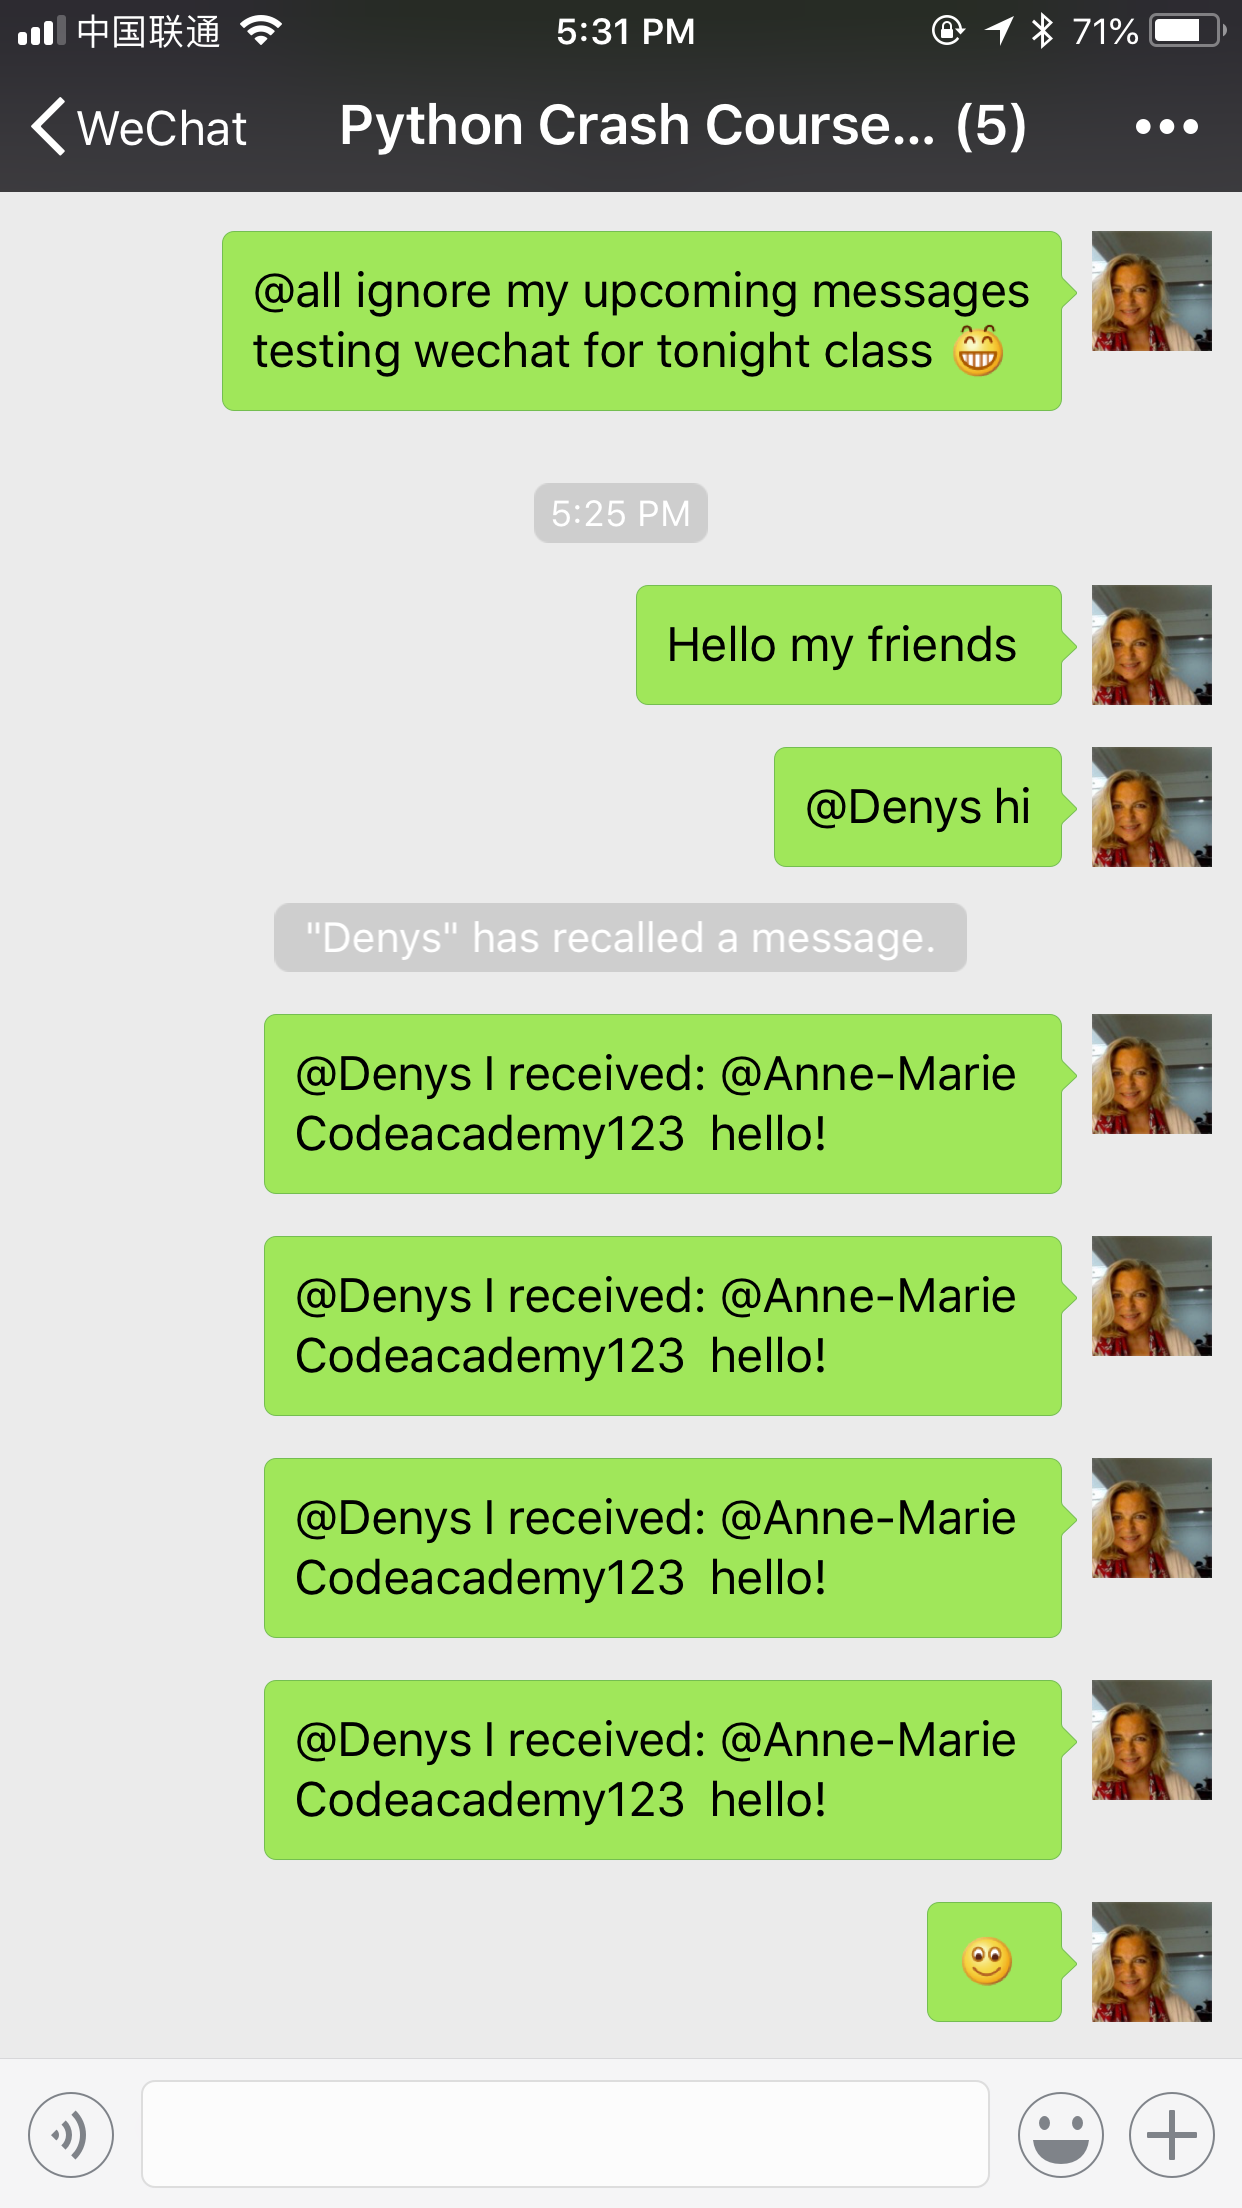 中国联通 5:31 PM 71%
WeChat Python Crash Course... (5)
@all ignore my upcoming messages
testing wechat for tonight class 😁
5:25 PM
Hello my friends
@Denys hi
"Denys" has recalled a message.
@Denys I received: @Anne-Marie
Codeacademy123 hello!
@Denys I received: @Anne-Marie
Codeacademy123 hello!
@Denys I received: @Anne-Marie
Codeacademy123 hello!
@Denys I received: @Anne-Marie
Codeacademy123 hello!
🙂